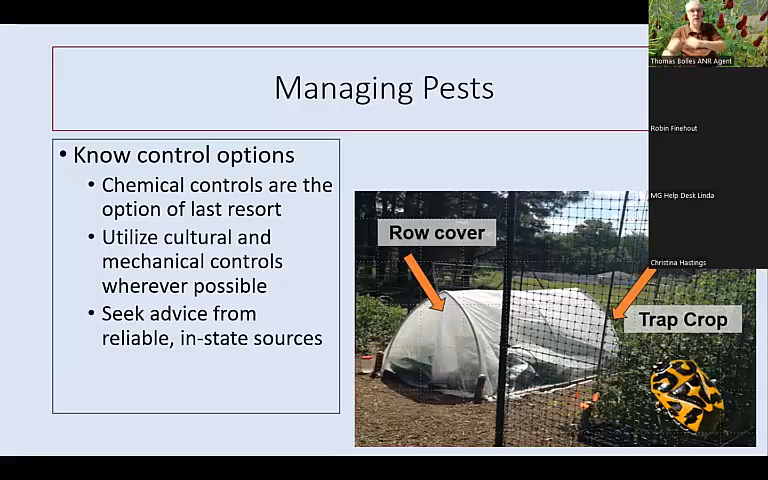 Managing Pests
• Know control options
• Chemical controls are the
option of last resort
• Utilize cultural and
mechanical controls
wherever possible
• Seek advice from
reliable, in-state sources
Row cover
Trap Crop
Thomas Bolles ANR Agent
Robin Finehout
MG Help Desk Linda
Christina Hastings